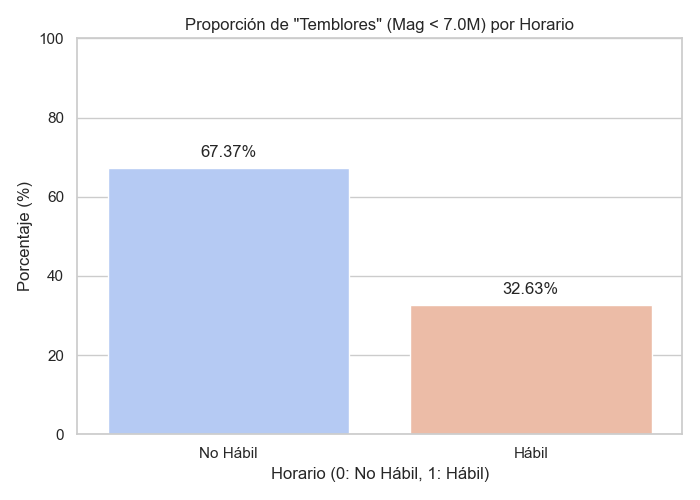 Proporción de "Temblores" (Mag < 7.0M) por Horario
Porcentaje (%)
100
80
60
40
20
0
67.37%
32.63%
No Hábil
Hábil
Horario (0: No Hábil, 1: Hábil)